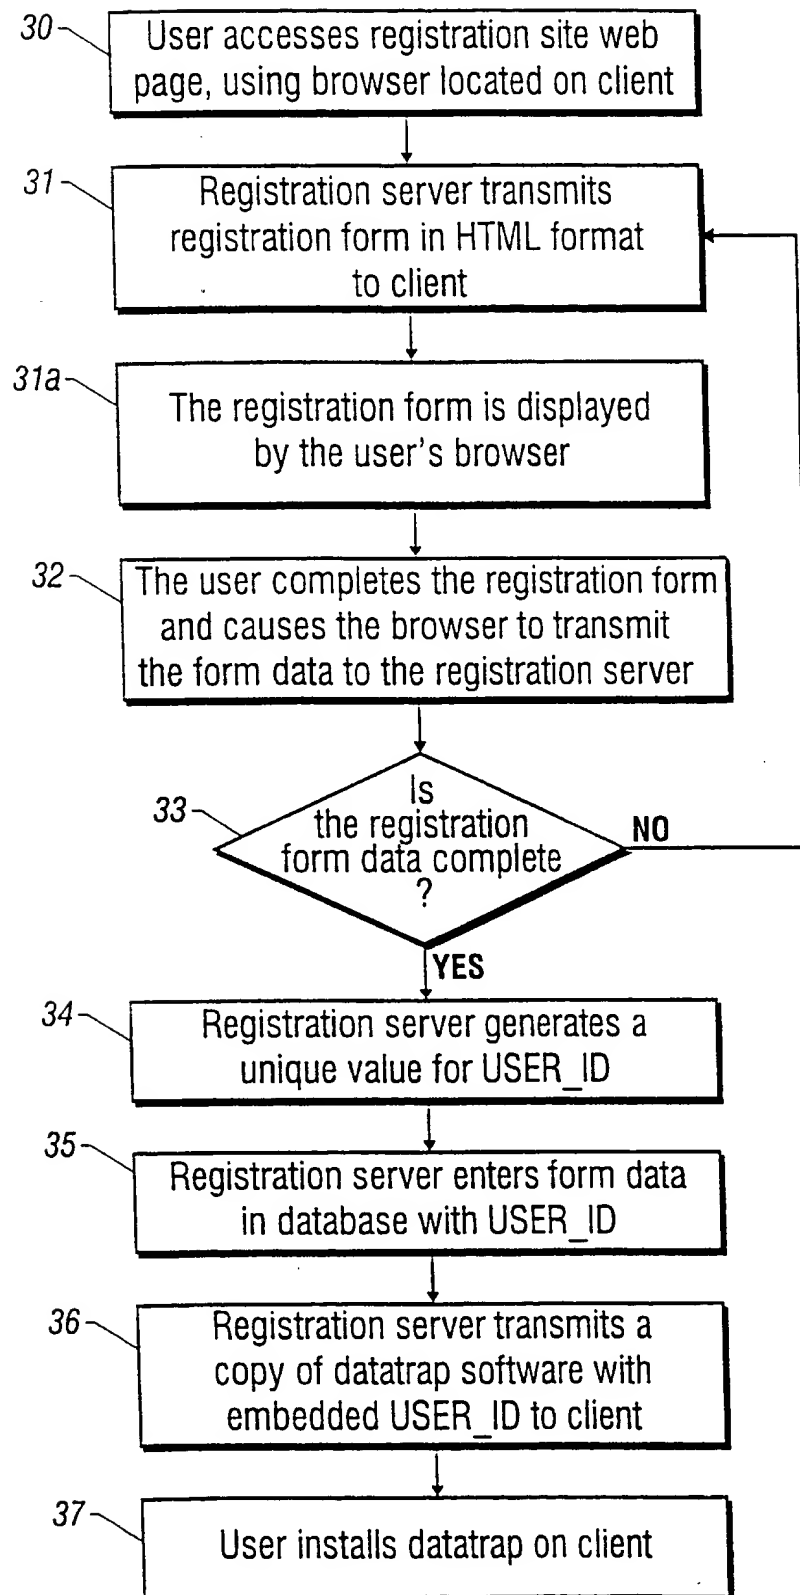 30
User accesses registration site web
page, using browser located on client
31
Registration server transmits
registration form in HTML format
to client
31a
The registration form is displayed
by the user's browser
32
The user completes the registration form
and causes the browser to transmit
the form data to the registration server
33
Is
the registration
form data complete
?
NO
YES
34
Registration server generates a
unique value for USER_ID
35
Registration server enters form data
in database with USER_ID
36
Registration server transmits a
copy of datatrap software with
embedded USER_ID to client
37
User installs datatrap on client